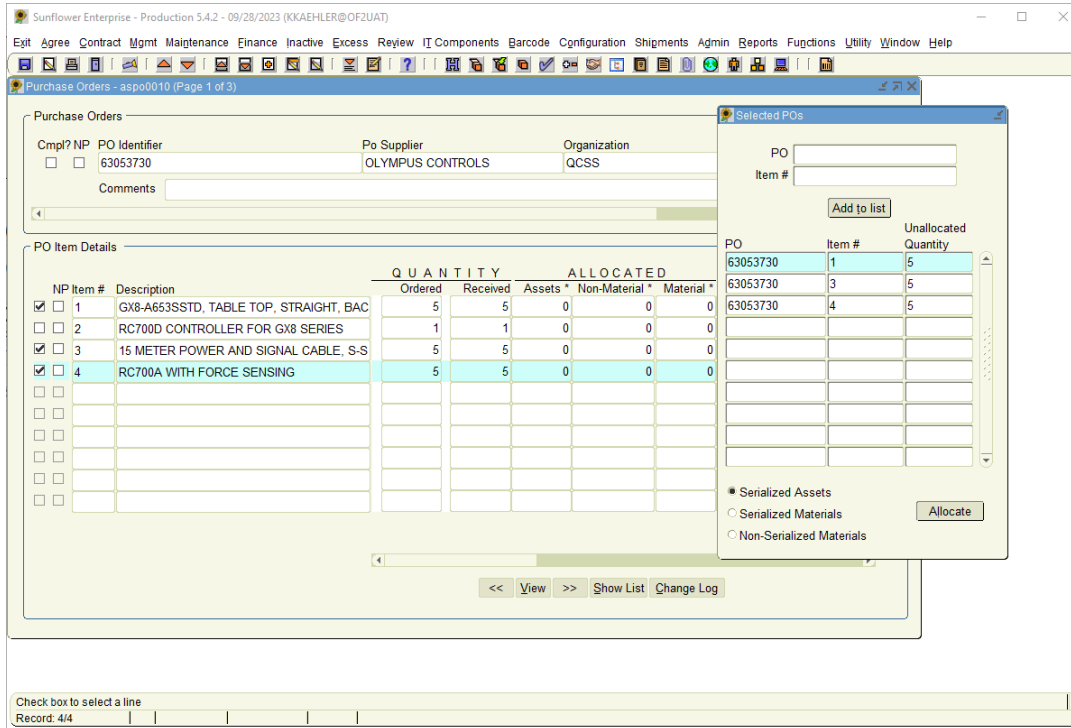 Sunflower Enterprise - Production 5.4.2 - 09/28/2023 (KKAEHLER@OF2UAT)
Exit Agree Contract Mgmt Maintenance Finance Inactive Excess Review IT Components Barcode Configuration Shipments Admin Reports Functions Utility Window Help
Purchase Orders - aspo0010 (Page 1 of 3)
Purchase Orders
Cmpl? NP PO Identifier Po Supplier Organization
63053730 OLYMPUS CONTROLS QCSS
Comments
PO Item Details
QUANTITY ALLOCATED
NP Item # Description Ordered Received Assets * Non-Material * Material *
1 GX8-A653SSTD, TABLE TOP, STRAIGHT, BAC 5 5 0 0 0
2 RC700D CONTROLLER FOR GX8 SERIES 1 1 0 0 0
3 15 METER POWER AND SIGNAL CABLE, S-S 5 5 0 0 0
4 RC700A WITH FORCE SENSING 5 5 0 0 0
<< View >> Show List Change Log
Selected POs
PO
Item #
Add to list
Unallocated
PO Item # Quantity
63053730 1 5
63053730 3 5
63053730 4 5
Serialized Assets
Serialized Materials
Non-Serialized Materials
Allocate
Check box to select a line
Record: 4/4